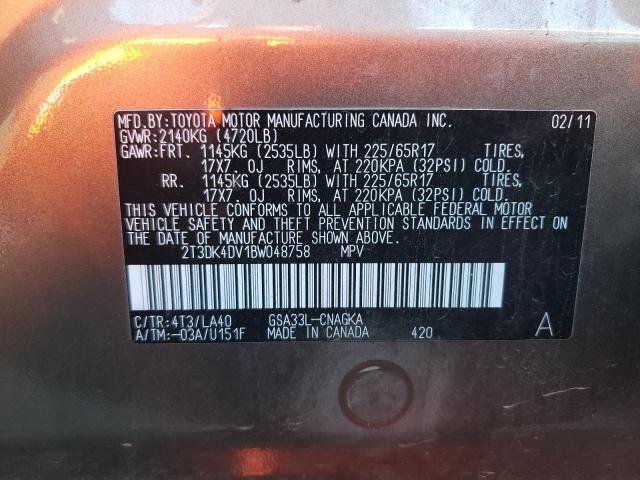 MFD.BY:TOYOTA MOTOR MANUFACTURING CANADA INC. 02/11
GVWR:2140KG (4720LB)
GAWR:FRT. 1145KG (2535LB) WITH 225/65R17 TIRES,
17X7. 0J RIMS, AT 220KPA (32PSI) COLD.
RR. 1145KG (2535LB) WITH 225/65R17 TIRES,
17X7. 0J RIMS, AT 220KPA (32PSI) COLD.
THIS VEHICLE CONFORMS TO ALL APPLICABLE FEDERAL MOTOR
VEHICLE SAFETY AND THEFT PREVENTION STANDARDS IN EFFECT ON
THE DATE OF MANUFACTURE SHOWN ABOVE.
2T3DK4DV1BW048758 MPV
C/TR:4T3/LA40 GSA33L-CNAGKA
A/TM:-03A/U151F MADE IN CANADA 420 A